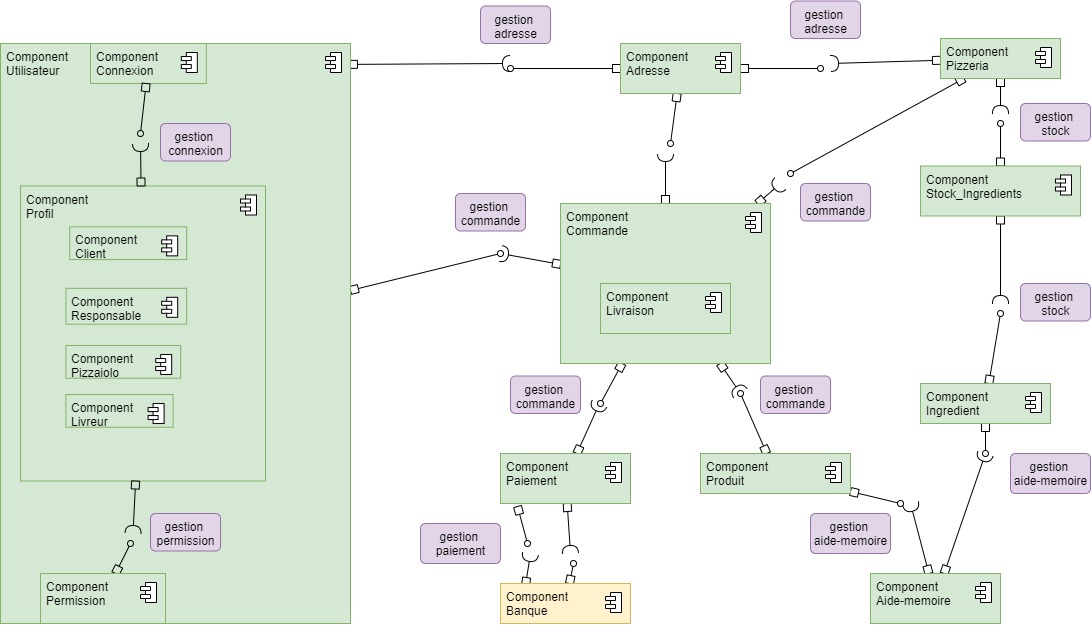 Component
Utilisateur
Component
Connexion
gestion
connexion
Component
Profil
Component
Client
Component
Responsable
Component
Pizzaiolo
Component
Livreur
gestion
permission
Component
Permission
gestion
adresse
Component
Adresse
gestion
adresse
Component
Pizzeria
gestion
stock
Component
Stock_Ingredients
gestion
commande
gestion
commande
Component
Commande
Component
Livraison
gestion
stock
gestion
commande
gestion
commande
Component
Ingredient
Component
Paiement
Component
Produit
gestion
aide-memoire
gestion
paiement
gestion
aide-memoire
Component
Banque
Component
Aide-memoire